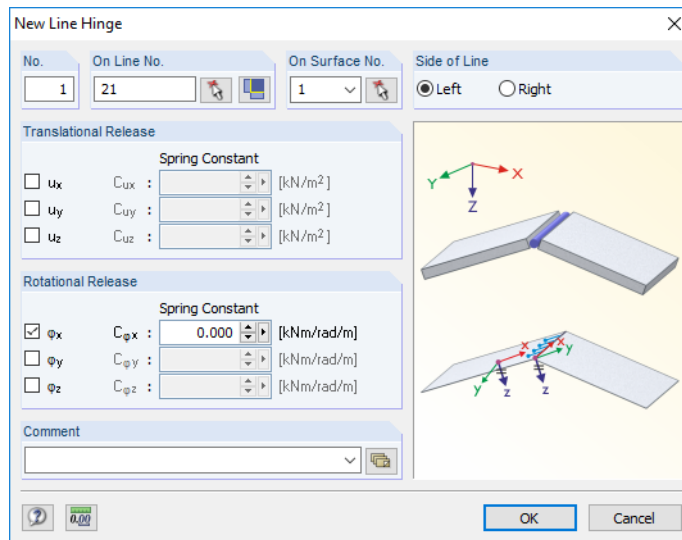 New Line Hinge
No. On Line No. On Surface No. Side of Line
1 21 1 Left Right
Translational Release
Spring Constant
ux Cux : [kN/m²]
uy Cuy : [kN/m²]
uz Cuz : [kN/m²]
Rotational Release
Spring Constant
φx Cφx : 0.000 [kNm/rad/m]
φy Cφy : [kNm/rad/m]
φz Cφz : [kNm/rad/m]
Comment
Y X
Z
x x
y y
z z
0.00 OK Cancel